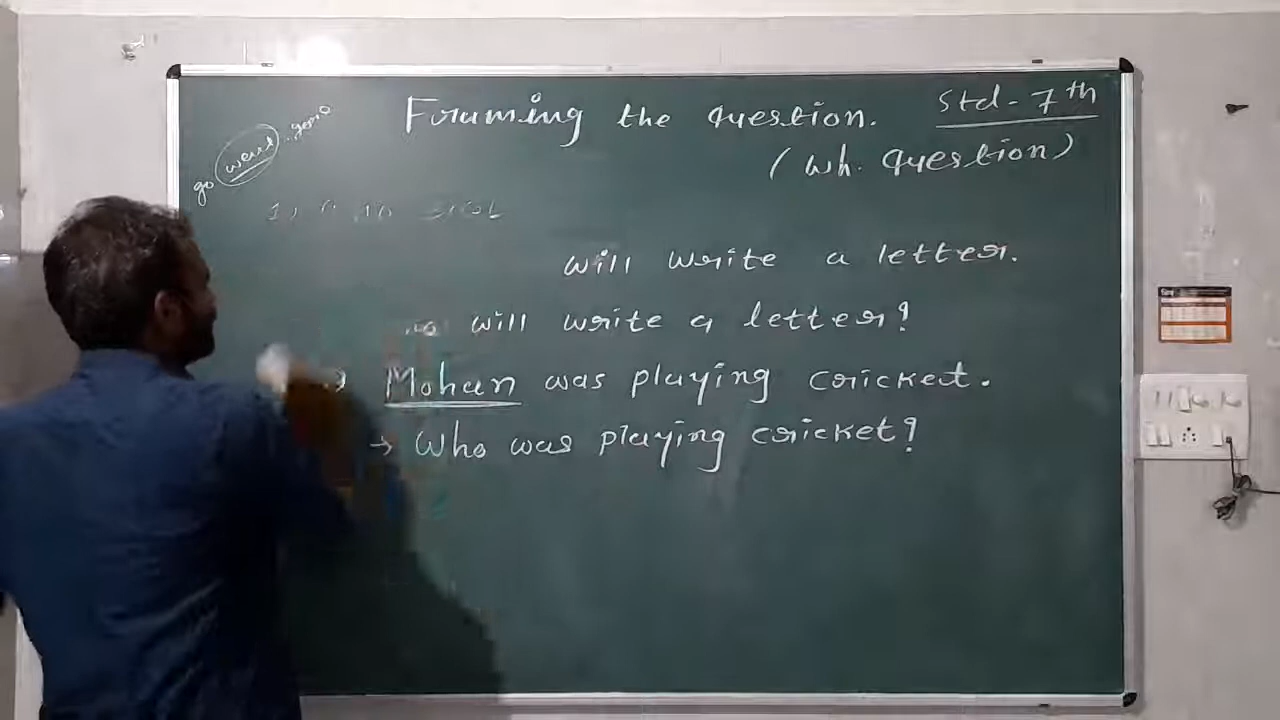 Framing the question.
Std - 7th
(wh. question)
go went
will write a letter.
will write a letter?
Mohan was playing cricket.
→ Who was playing cricket?